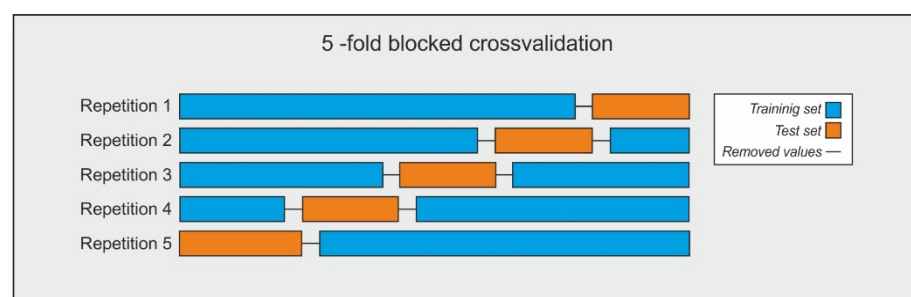 5 -fold blocked crossvalidation
Repetition 1
Repetition 2
Repetition 3
Repetition 4
Repetition 5
Traininig set
Test set
Removed values